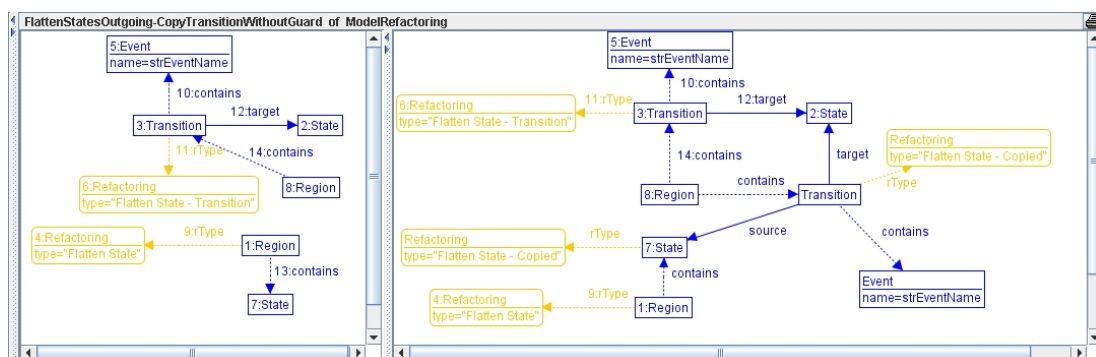 FlattenStatesOutgoing-CopyTransitionWithoutGuard of ModelRefactoring
5:Event
name=strEventName
10:contains
12:target
3:Transition
2:State
11:rType
14:contains
6:Refactoring
type="Flatten State - Transition"
8:Region
9:rType
4:Refactoring
type="Flatten State"
1:Region
13:contains
7:State
5:Event
name=strEventName
10:contains
6:Refactoring
type="Flatten State - Transition"
11:rType
12:target
3:Transition
2:State
Refactoring
type="Flatten State - Copied"
14:contains
target
rType
contains
8:Region
Transition
source
contains
Refactoring
type="Flatten State - Copied"
rType
7:State
contains
Event
name=strEventName
4:Refactoring
type="Flatten State"
9:rType
1:Region